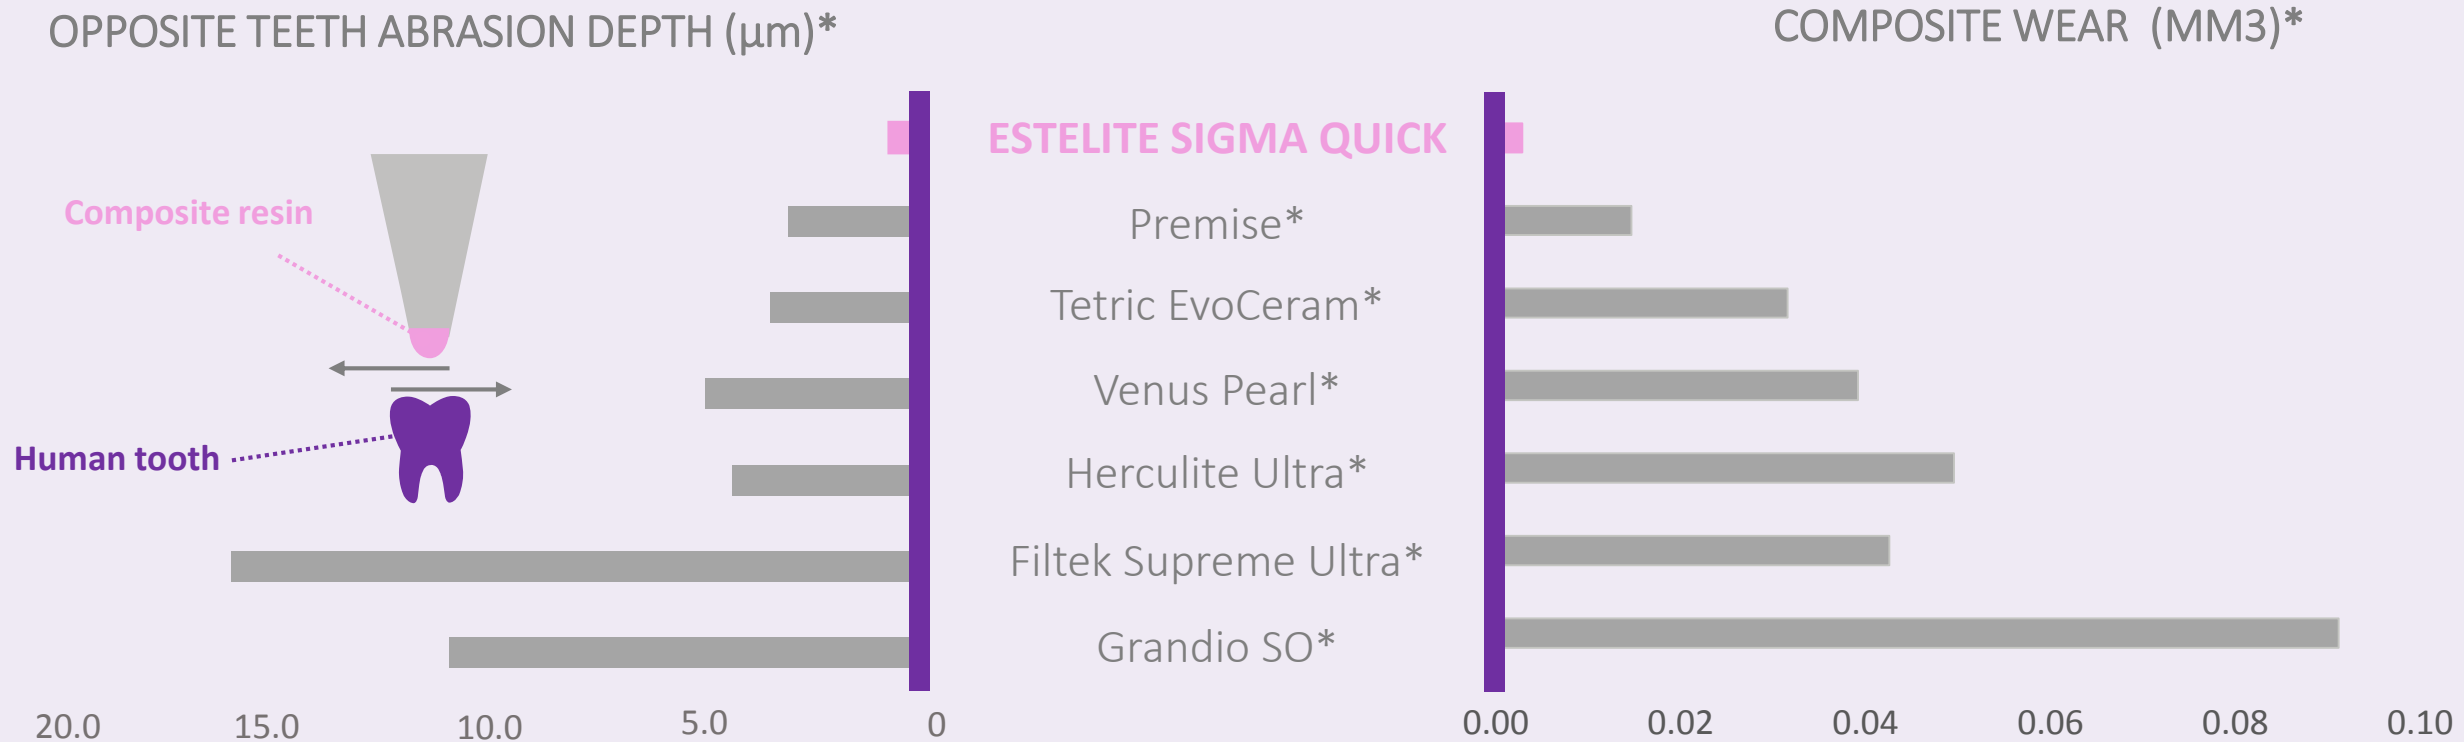 OPPOSITE TEETH ABRASION DEPTH (μm)*
COMPOSITE WEAR (MM3)*
Composite resin
Human tooth
ESTELITE SIGMA QUICK
Premise*
Tetric EvoCeram*
Venus Pearl*
Herculite Ultra*
Filtek Supreme Ultra*
Grandio SO*
20.0 15.0 10.0 5.0 0
0.00 0.02 0.04 0.06 0.08 0.10